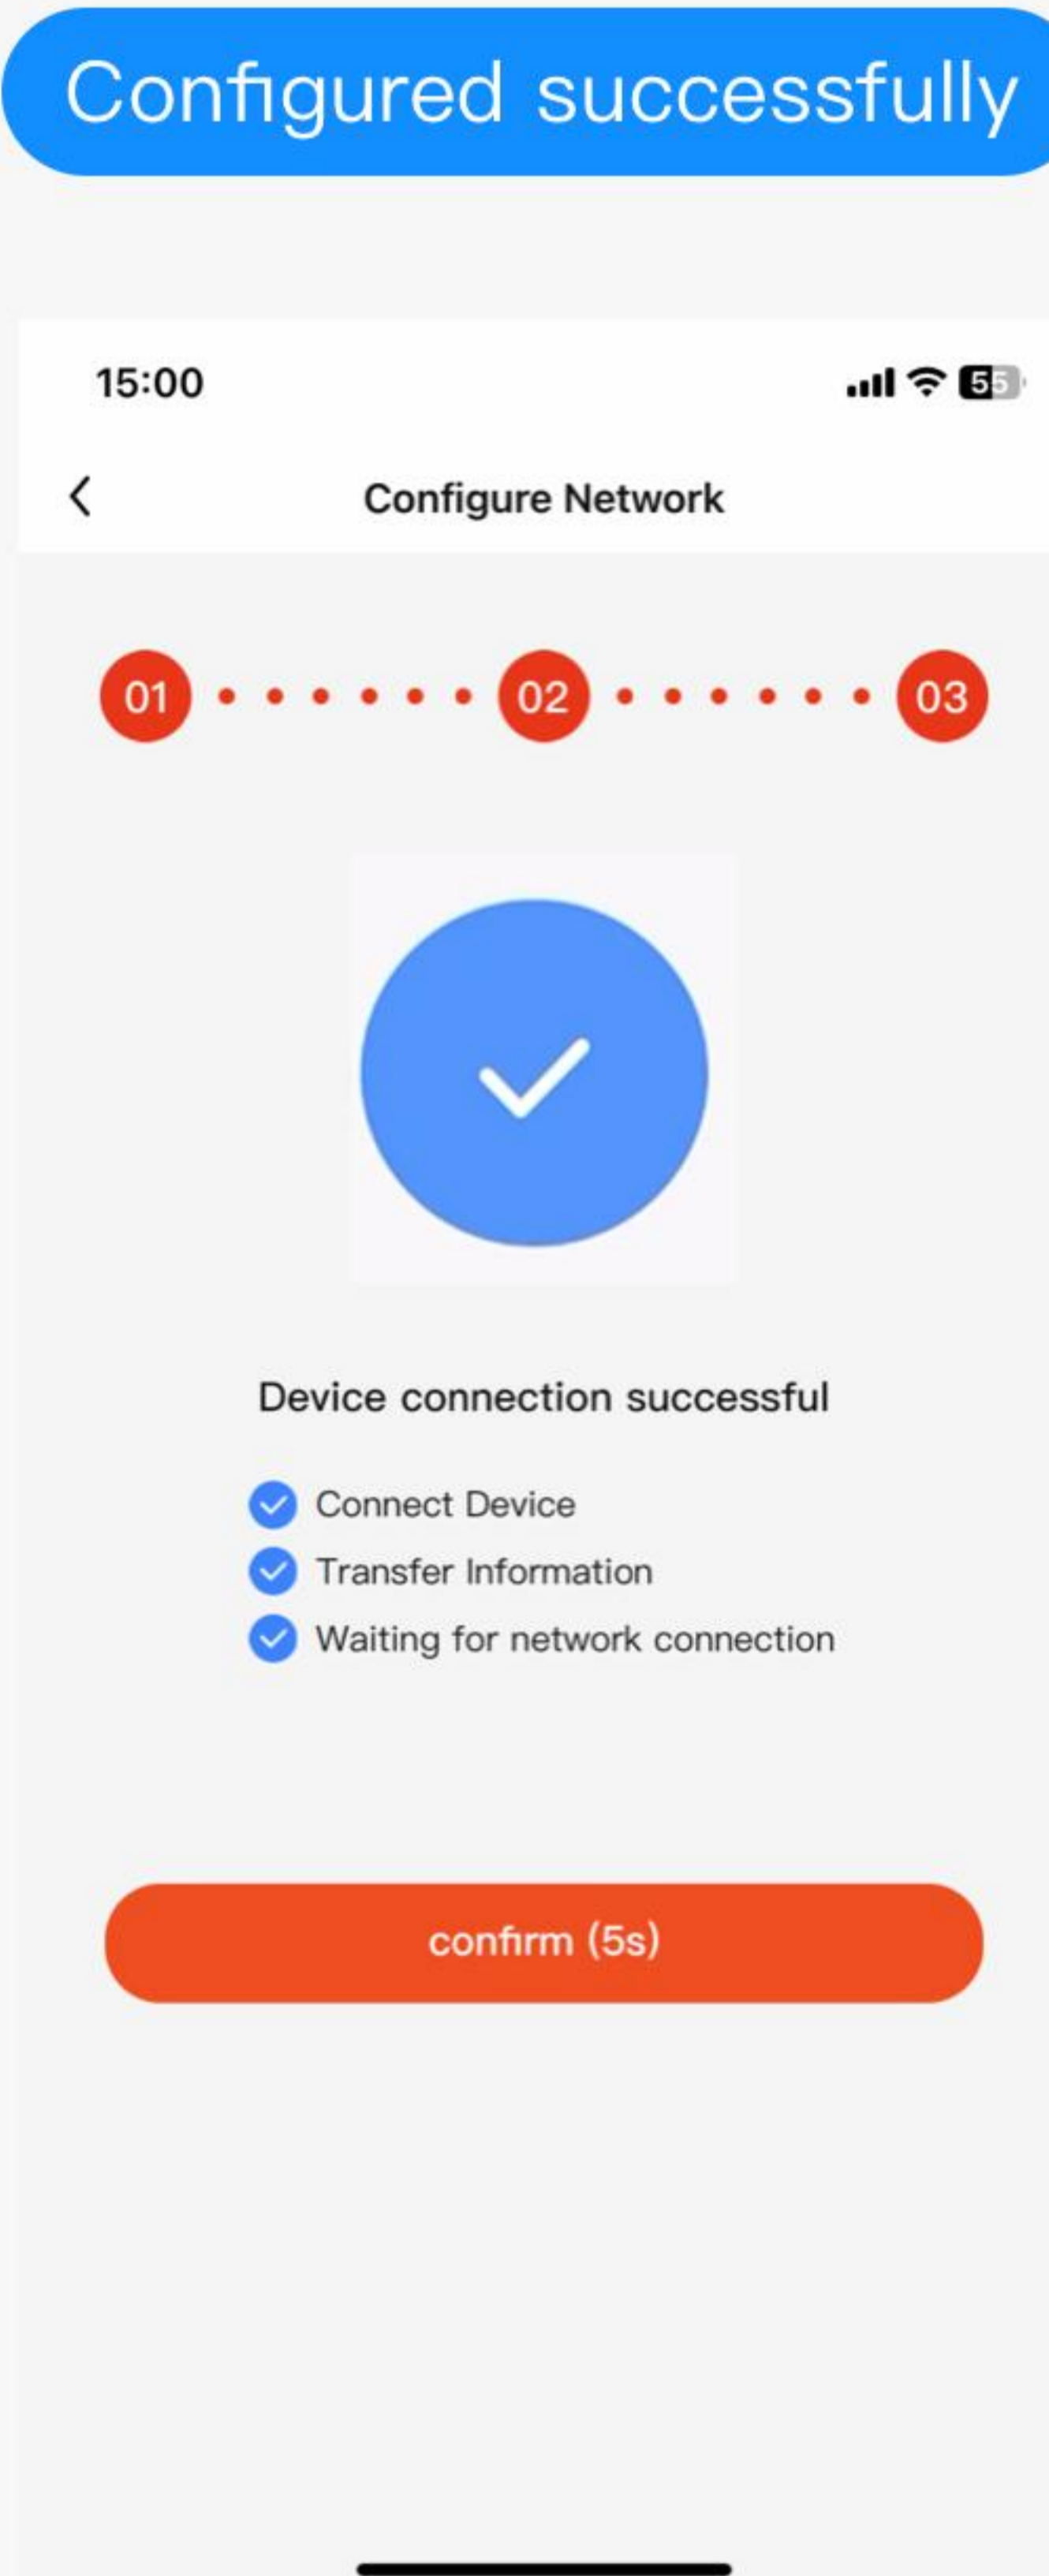 Configured successfully
15:00
55
Configure Network
01
02
03
Device connection successful
Connect Device
Transfer Information
Waiting for network connection
confirm (5s)